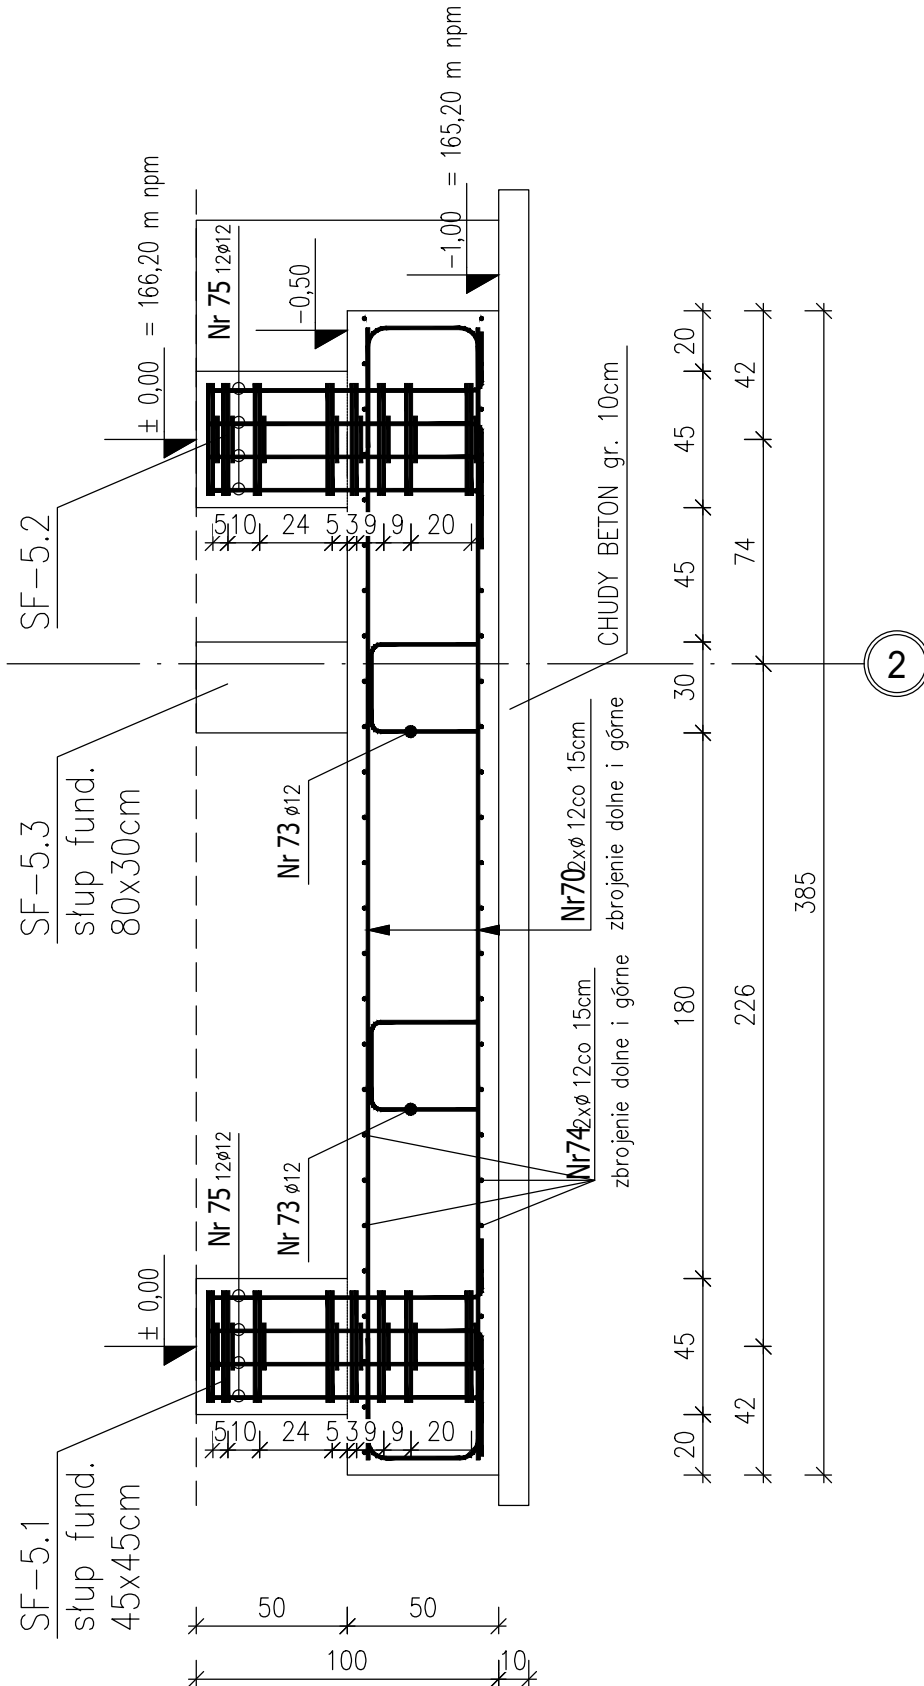 SF-5.1
słup fund.
45x45cm
SF-5.3
słup fund.
80x30cm
SF-5.2
± 0,00
± 0,00 = 166,20 m npm
Nr 75 12ø12
Nr 75 12ø12
-0,50
-1,00 = 165,20 m npm
Nr 73 ø12
Nr 73 ø12
5 10 24 5 3 9 9 20
5 10 24 5 3 9 9 20
Nr74 2xø 12co 15cm
zbrojenie dolne i górne
Nr70 2xø 12co 15cm
zbrojenie dolne i górne
CHUDY BETON gr. 10cm
20 45 180 30 45 45 20
42 226 74 42
385
50 50
100 10
2